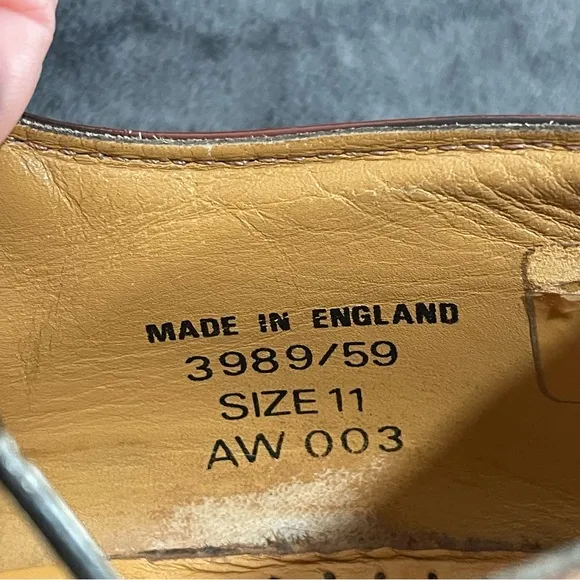 MADE IN ENGLAND
3989/59
SIZE 11
AW 003